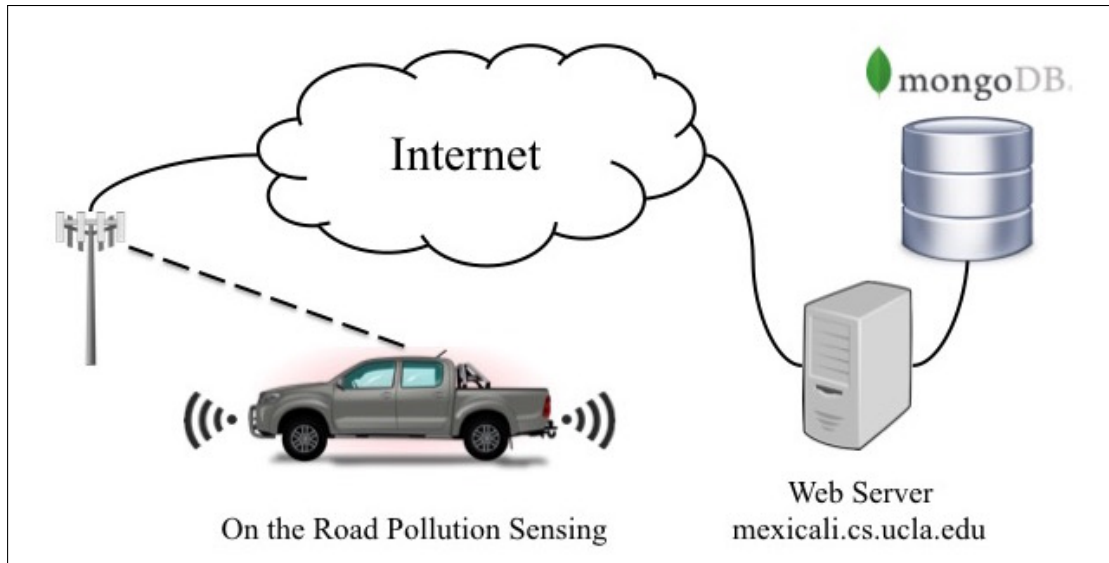 mongoDB.
Internet
On the Road Pollution Sensing
Web Server
mexicali.cs.ucla.edu